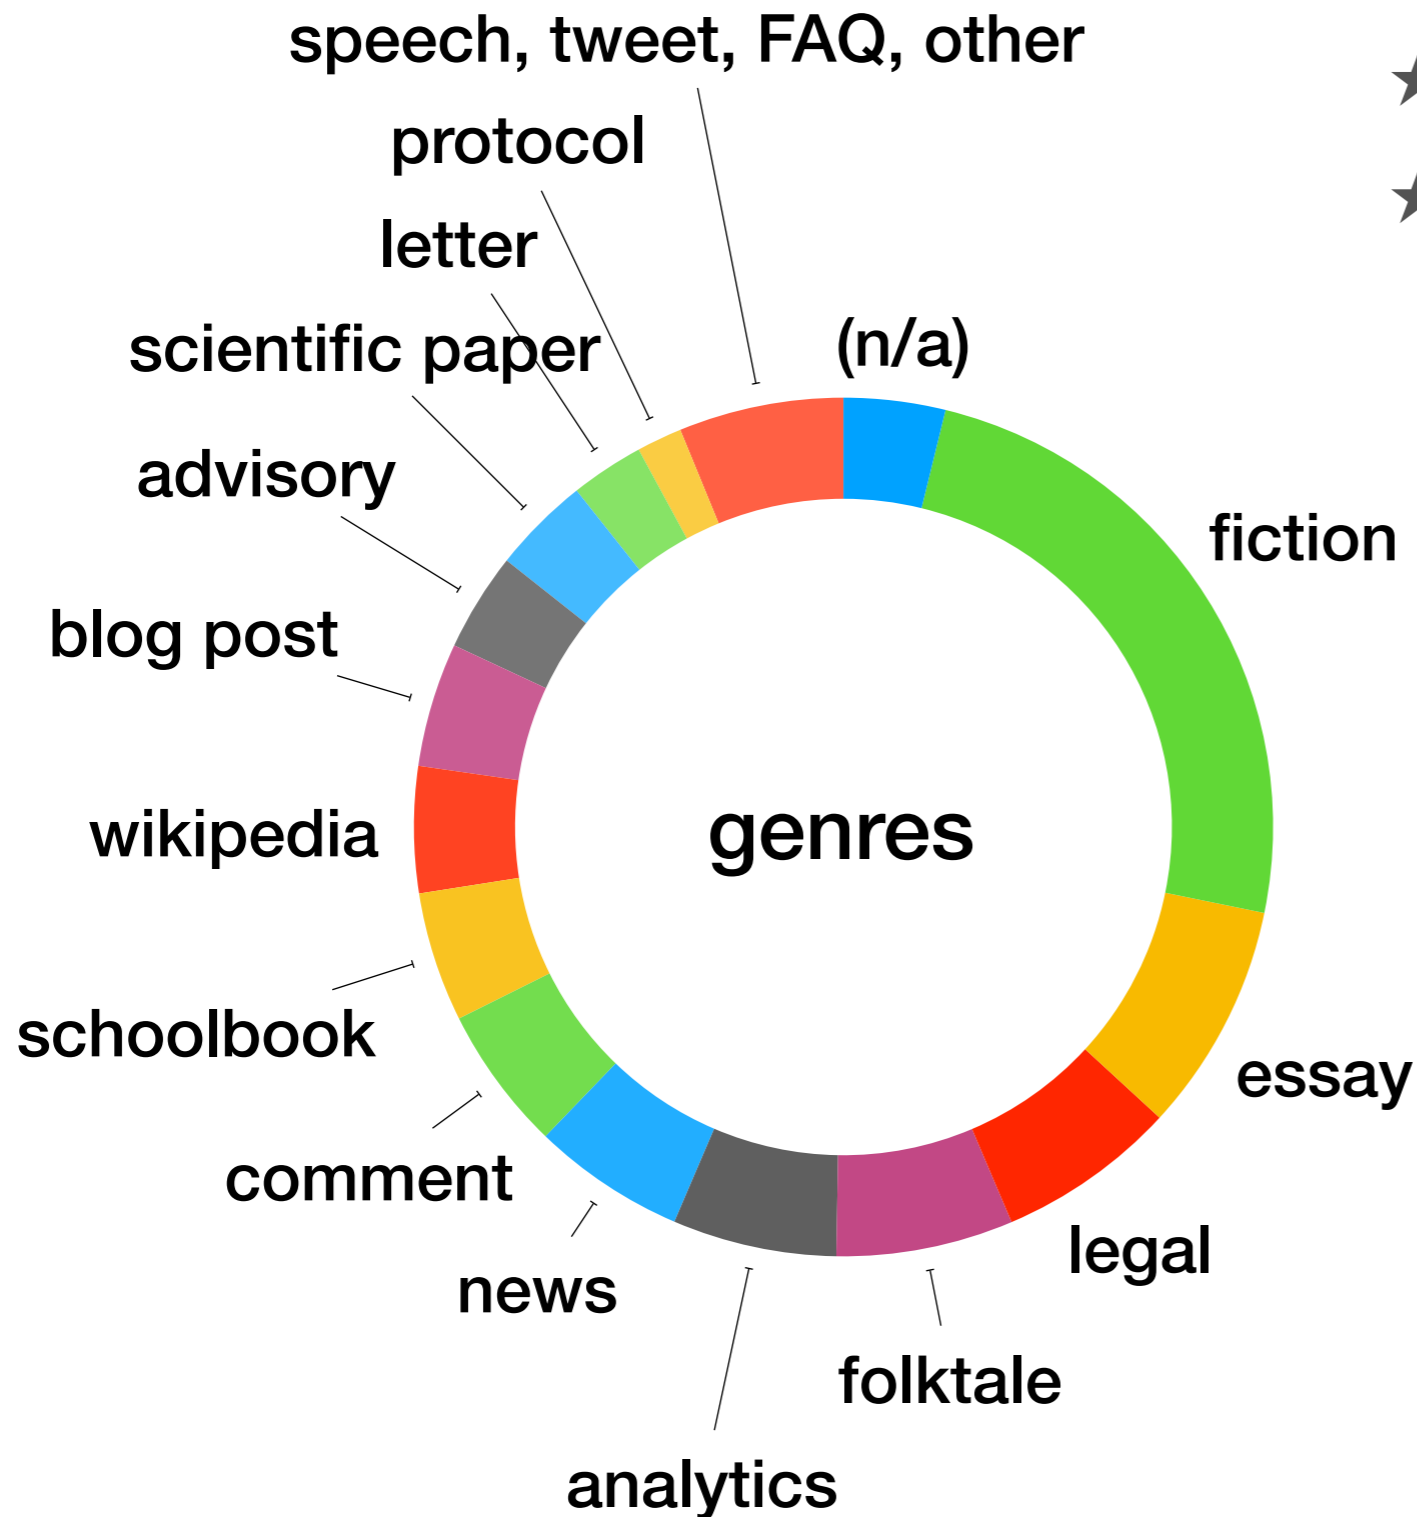 speech, tweet, FAQ, other
protocol
letter
scientific paper
(n/a)
advisory
fiction
blog post
wikipedia
genres
schoolbook
essay
comment
legal
news
folktale
analytics